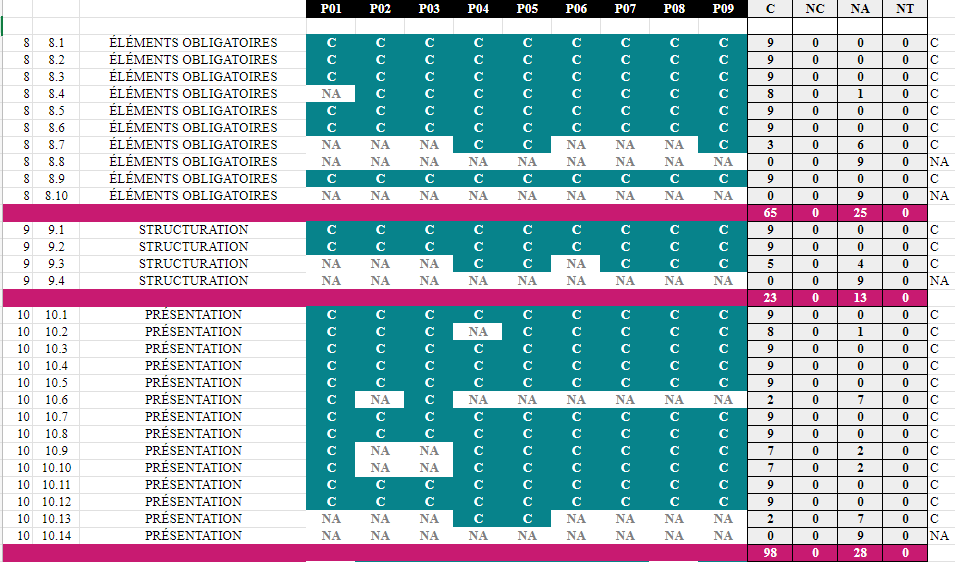 P01 P02 P03 P04 P05 P06 P07 P08 P09 C NC NA NT
8 8.1 ÉLÉMENTS OBLIGATOIRES C C C C C C C C C 9 0 0 0 C
8 8.2 ÉLÉMENTS OBLIGATOIRES C C C C C C C C C 9 0 0 0 C
8 8.3 ÉLÉMENTS OBLIGATOIRES C C C C C C C C C 9 0 0 0 C
8 8.4 ÉLÉMENTS OBLIGATOIRES NA C C C C C C C C 8 0 1 0 C
8 8.5 ÉLÉMENTS OBLIGATOIRES C C C C C C C C C 9 0 0 0 C
8 8.6 ÉLÉMENTS OBLIGATOIRES C C C C C C C C C 9 0 0 0 C
8 8.7 ÉLÉMENTS OBLIGATOIRES NA NA NA C C NA NA NA C 3 0 6 0 C
8 8.8 ÉLÉMENTS OBLIGATOIRES NA NA NA NA NA NA NA NA NA 0 0 9 0 NA
8 8.9 ÉLÉMENTS OBLIGATOIRES C C C C C C C C C 9 0 0 0 C
8 8.10 ÉLÉMENTS OBLIGATOIRES NA NA NA NA NA NA NA NA NA 0 0 9 0 NA
65 0 25 0
9 9.1 STRUCTURATION C C C C C C C C C 9 0 0 0 C
9 9.2 STRUCTURATION C C C C C C C C C 9 0 0 0 C
9 9.3 STRUCTURATION NA NA NA C C NA C C C 5 0 4 0 C
9 9.4 STRUCTURATION NA NA NA NA NA NA NA NA NA 0 0 9 0 NA
23 0 13 0
10 10.1 PRÉSENTATION C C C C C C C C C 9 0 0 0 C
10 10.2 PRÉSENTATION C C C NA C C C C C 8 0 1 0 C
10 10.3 PRÉSENTATION C C C C C C C C C 9 0 0 0 C
10 10.4 PRÉSENTATION C C C C C C C C C 9 0 0 0 C
10 10.5 PRÉSENTATION C C C C C C C C C 9 0 0 0 C
10 10.6 PRÉSENTATION C NA C NA NA NA NA NA NA 2 0 7 0 C
10 10.7 PRÉSENTATION C C C C C C C C C 9 0 0 0 C
10 10.8 PRÉSENTATION C C C C C C C C C 9 0 0 0 C
10 10.9 PRÉSENTATION C NA NA C C C C C C 7 0 2 0 C
10 10.10 PRÉSENTATION C NA NA C C C C C C 7 0 2 0 C
10 10.11 PRÉSENTATION C C C C C C C C C 9 0 0 0 C
10 10.12 PRÉSENTATION C C C C C C C C C 9 0 0 0 C
10 10.13 PRÉSENTATION NA NA NA C C NA NA NA NA 2 0 7 0 C
10 10.14 PRÉSENTATION NA NA NA NA NA NA NA NA NA 0 0 9 0 NA
98 0 28 0